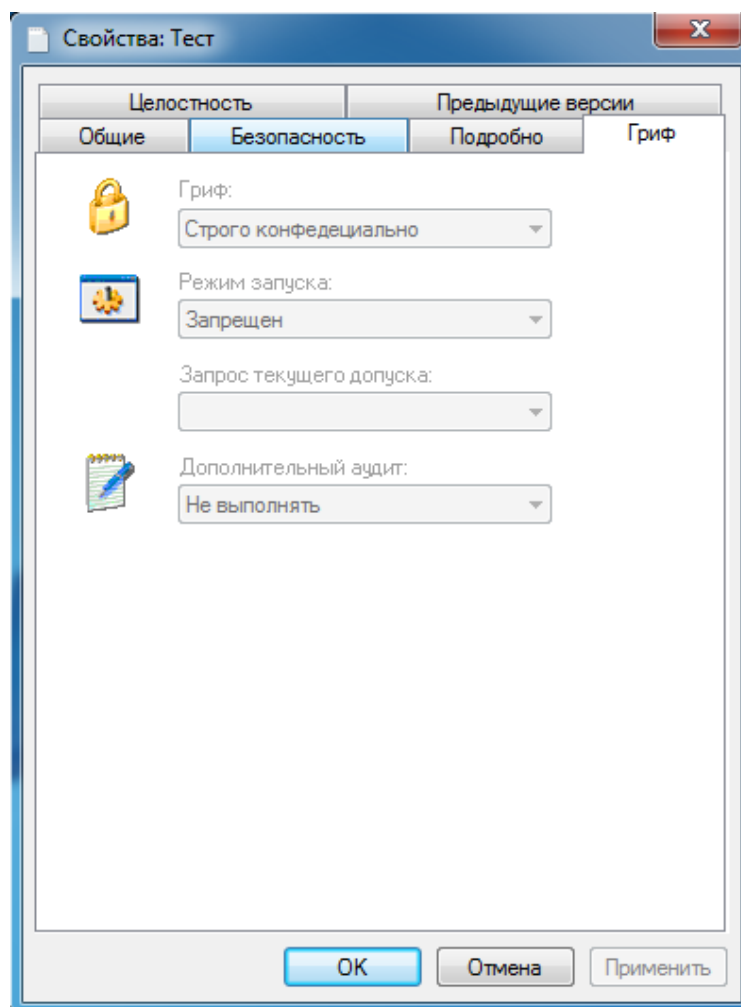 Свойства: Тест
Целостность Предыдущие версии
Общие Безопасность Подробно Гриф
Гриф:
Строго конфедециально
Режим запуска:
Запрещен
Запрос текущего допуска:
Дополнительный аудит:
Не выполнять
OK Отмена Применить